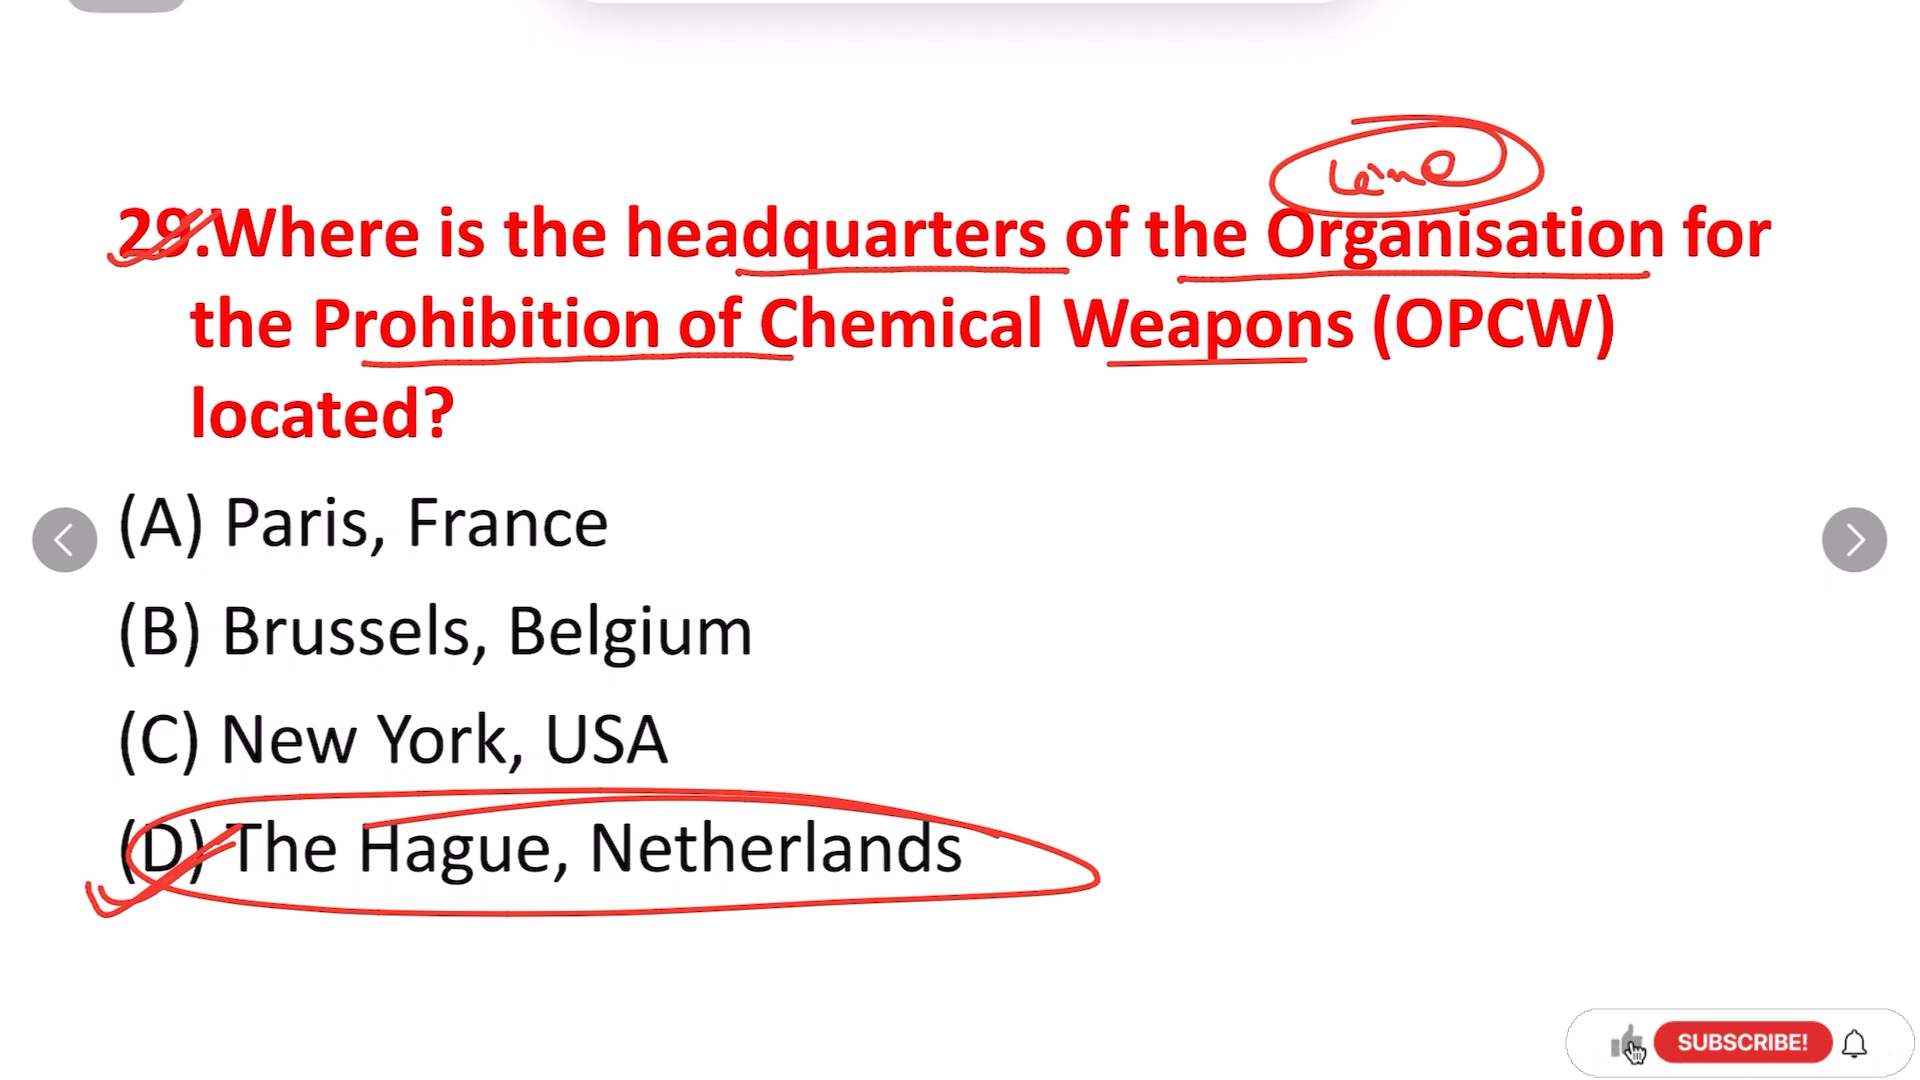 29.Where is the headquarters of the Organisation for
the Prohibition of Chemical Weapons (OPCW)
located?
(A) Paris, France
(B) Brussels, Belgium
(C) New York, USA
(D) The Hague, Netherlands
SUBSCRIBE!